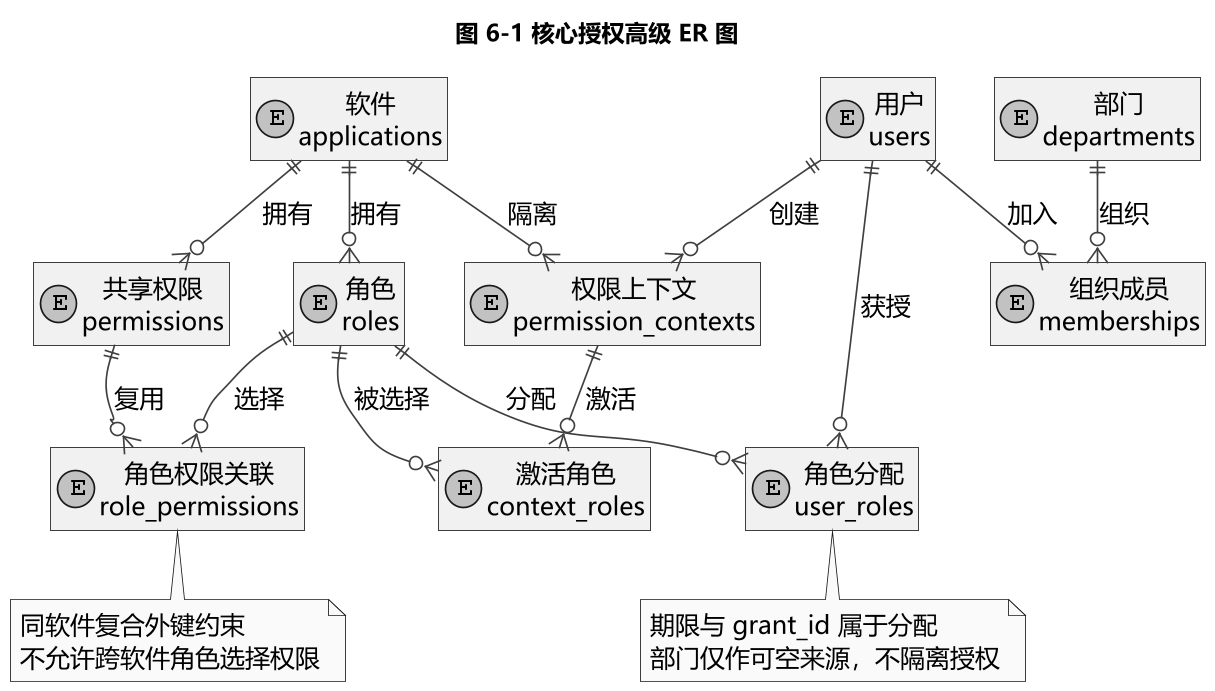 图 6-1 核心授权高级 ER 图
E
软件
applications
E
用户
users
E
部门
departments
拥有
拥有
隔离
创建
加入
组织
E
共享权限
permissions
E
角色
roles
E
权限上下文
permission_contexts
获授
E
组织成员
memberships
复用
选择
被选择
分配
激活
E
角色权限关联
role_permissions
E
激活角色
context_roles
E
角色分配
user_roles
同软件复合外键约束
不允许跨软件角色选择权限
期限与 grant_id 属于分配
部门仅作可空来源，不隔离授权